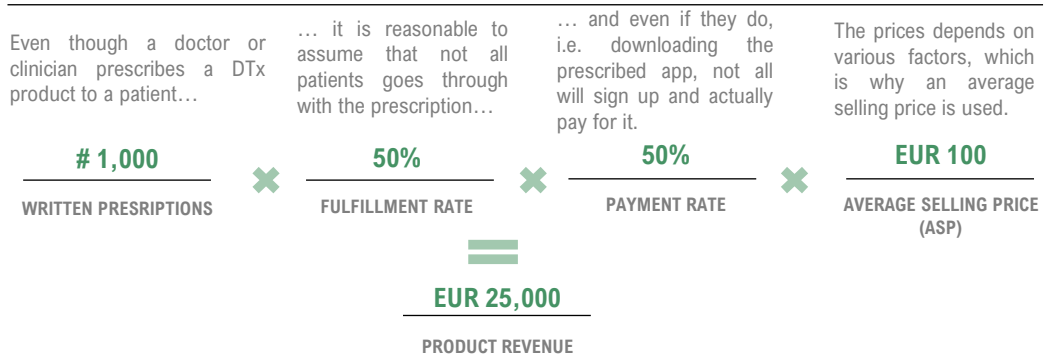 Even though a doctor or
clinician prescribes a DTx
product to a patient…
… it is reasonable to
assume that not all
patients goes through
with the prescription…
… and even if they do,
i.e. downloading the
prescribed app, not all
will sign up and actually
pay for it.
The prices depends on
various factors, which
is why an average
selling price is used.
# 1,000
50%
50%
EUR 100
WRITTEN PRESRIPTIONS
FULFILLMENT RATE
PAYMENT RATE
AVERAGE SELLING PRICE
(ASP)
EUR 25,000
PRODUCT REVENUE